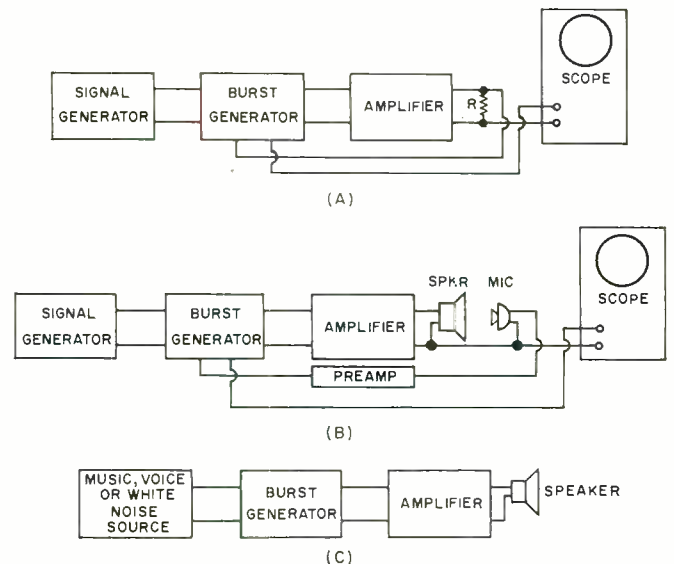 SIGNAL
GENERATOR
BURST
GENERATOR
AMPLIFIER
R
SCOPE
(A)
SIGNAL
GENERATOR
BURST
GENERATOR
AMPLIFIER
SPKR
MIC
SCOPE
PREAMP
(B)
MUSIC, VOICE
OR WHITE
NOISE
SOURCE
BURST
GENERATOR
AMPLIFIER
SPEAKER
(C)